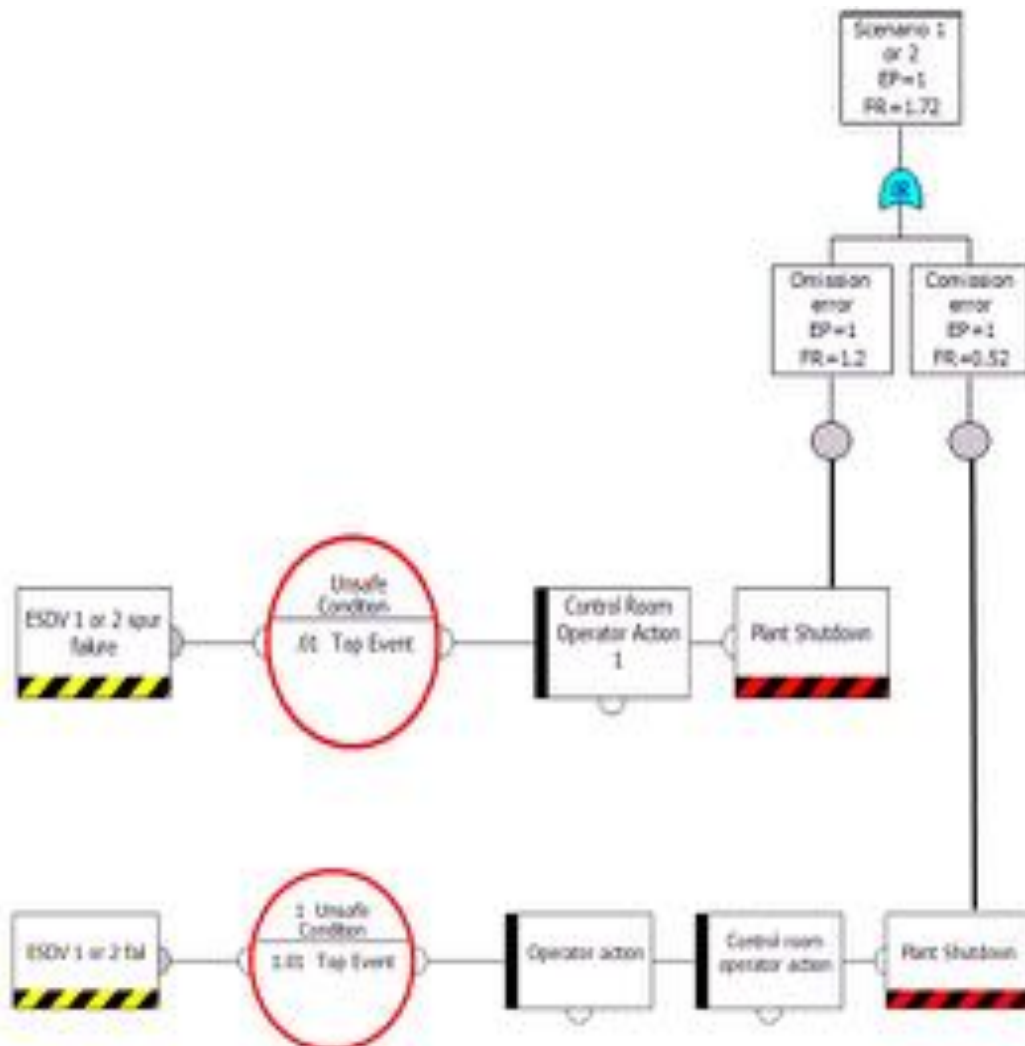 Scenario 1
or 2
EP=1
FR=1.72
Omission
error
EP=1
FR=1.2
Comission
error
EP=1
FR=0.52
ESDV 1 or 2 spur
failure
Unsafe
Condition
.01 Top Event
Control Room
Operator Action
1
Plant Shutdown
ESDV 1 or 2 fail
1 Unsafe
Condition
1.01 Top Event
Operator action
Control room
operator action
Plant Shutdown